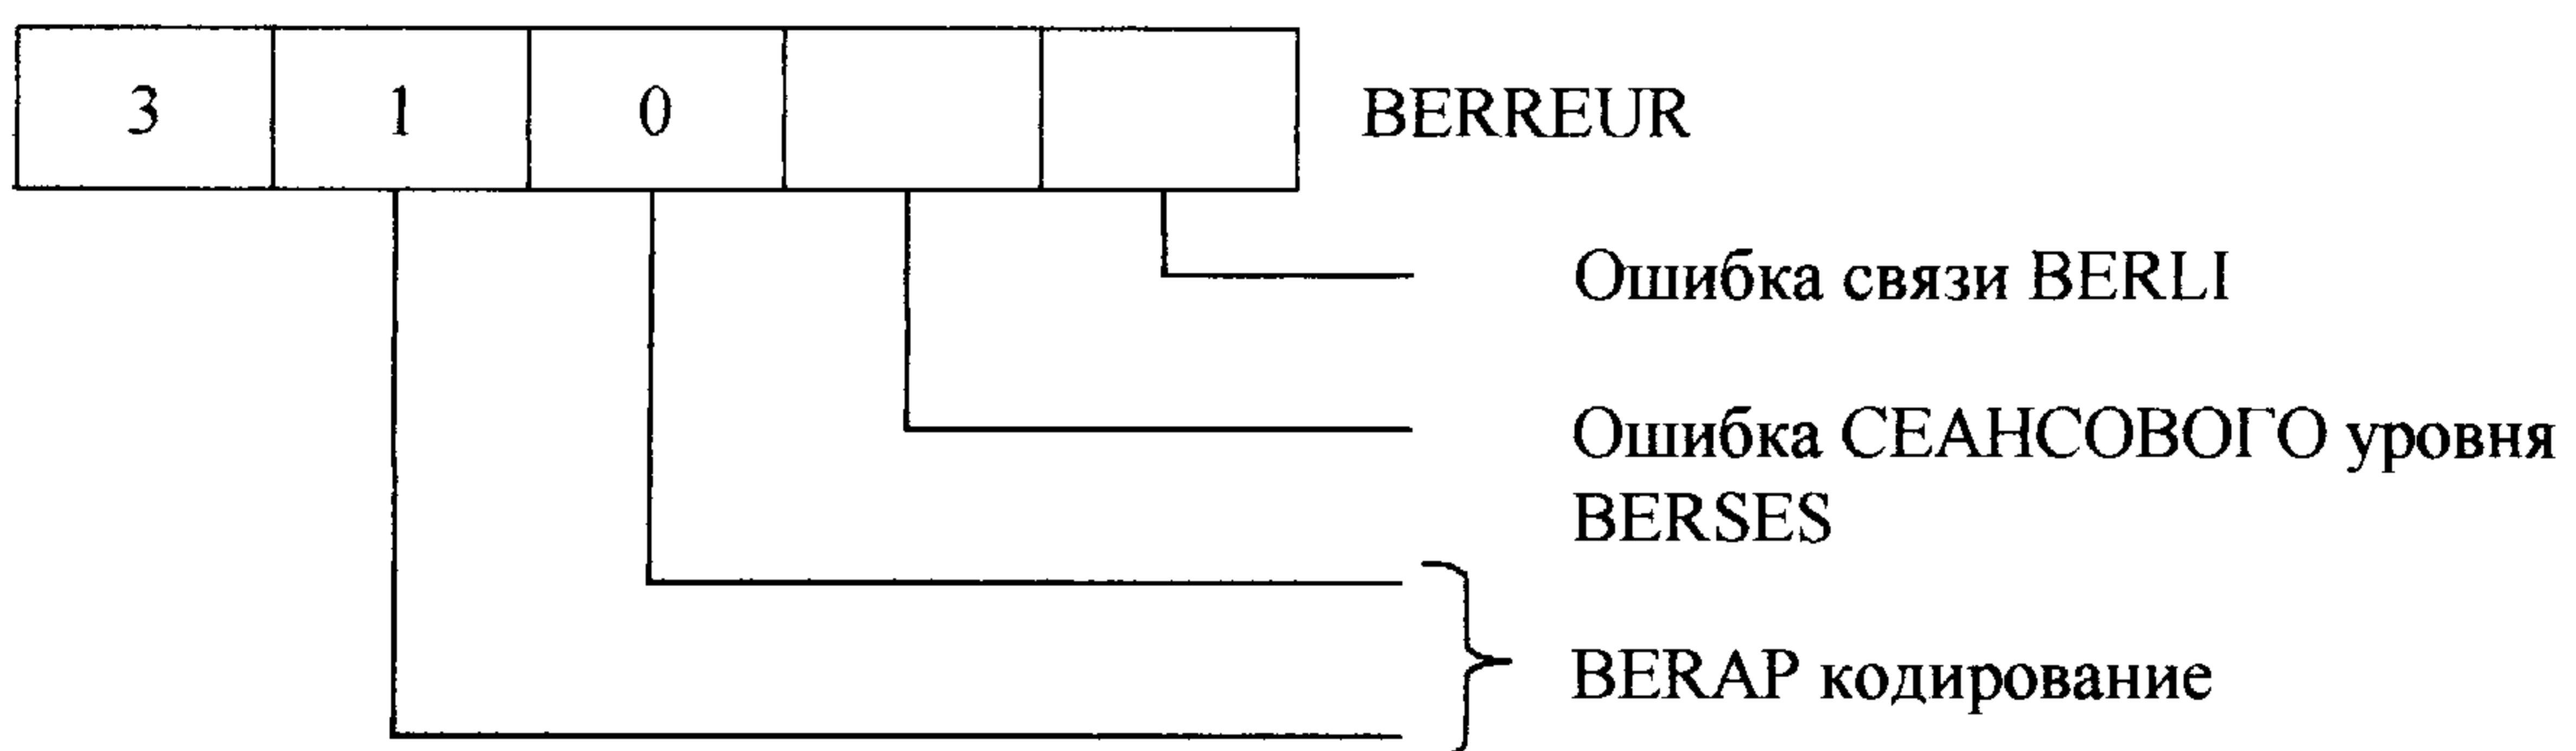 3 1 0 BERREUR
Ошибка связи BERLI
Ошибка СЕАНСОВОГО уровня
BERSES
BERAP кодирование